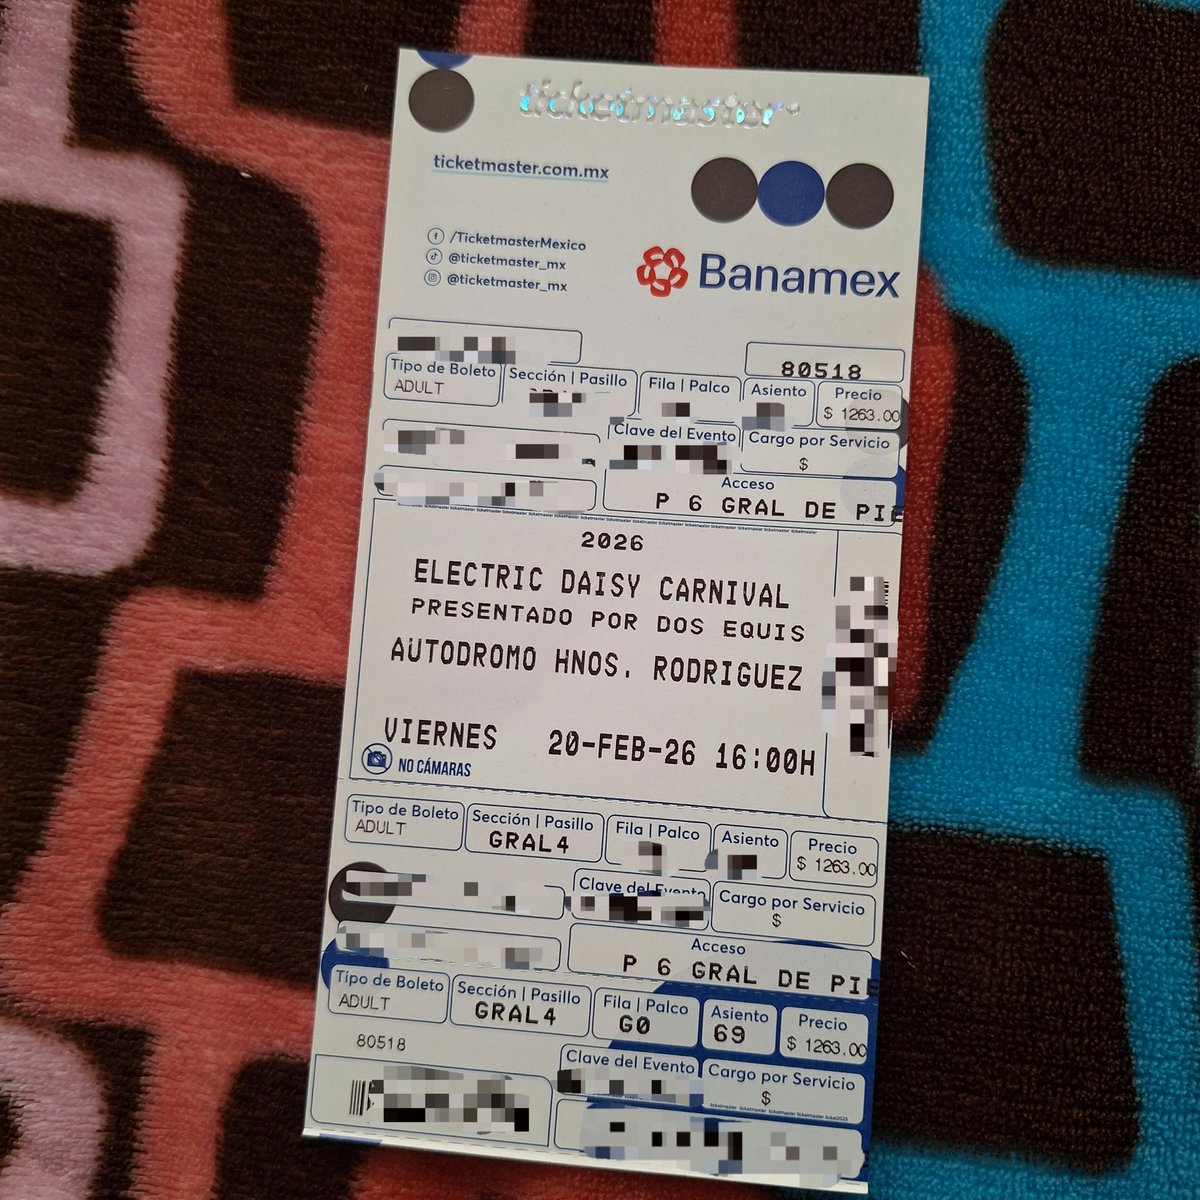 ticketmaster
ticketmaster.com.mx
/TicketmasterMexico
@ticketmaster_mx
@ticketmaster_mx
Banamex
80518
Tipo de Boleto Sección | Pasillo Fila | Palco Asiento Precio
ADULT $ 1263.00
Clave del Evento Cargo por Servicio
$
Acceso
P 6 GRAL DE PIE
2026
ELECTRIC DAISY CARNIVAL
PRESENTADO POR DOS EQUIS
AUTODROMO HNOS. RODRIGUEZ
VIERNES 20-FEB-26 16:00H
NO CÁMARAS
Tipo de Boleto Sección | Pasillo Fila | Palco Asiento Precio
ADULT GRAL4 $ 1263.00
Clave del Evento Cargo por Servicio
$
Acceso
P 6 GRAL DE PIE
Tipo de Boleto Sección | Pasillo Fila | Palco Asiento Precio
ADULT GRAL4 G0 69 $ 1263.00
80518
Clave del Evento Cargo por Servicio
$